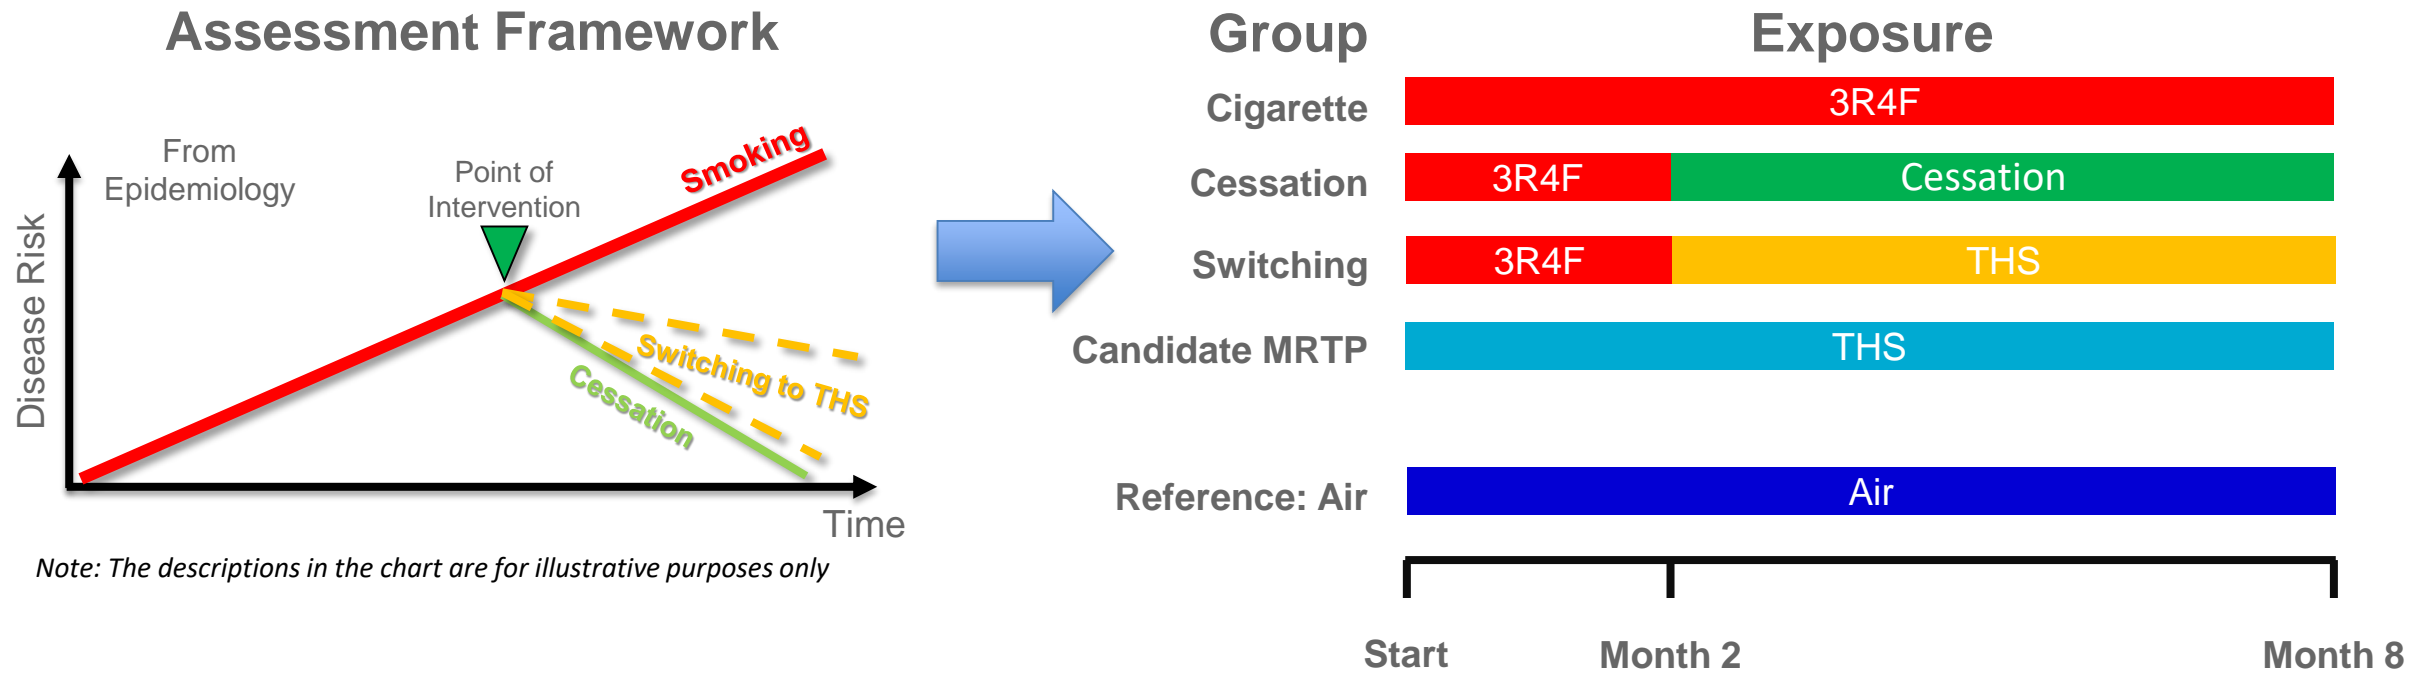 Assessment Framework
From
Epidemiology
Point of
Intervention
Smoking
Switching to THS
Cessation
Disease Risk
Time
Note: The descriptions in the chart are for illustrative purposes only
Group
Exposure
Cigarette
3R4F
Cessation
3R4F
Cessation
Switching
3R4F
THS
Candidate MRTP
THS
Reference: Air
Air
Start
Month 2
Month 8